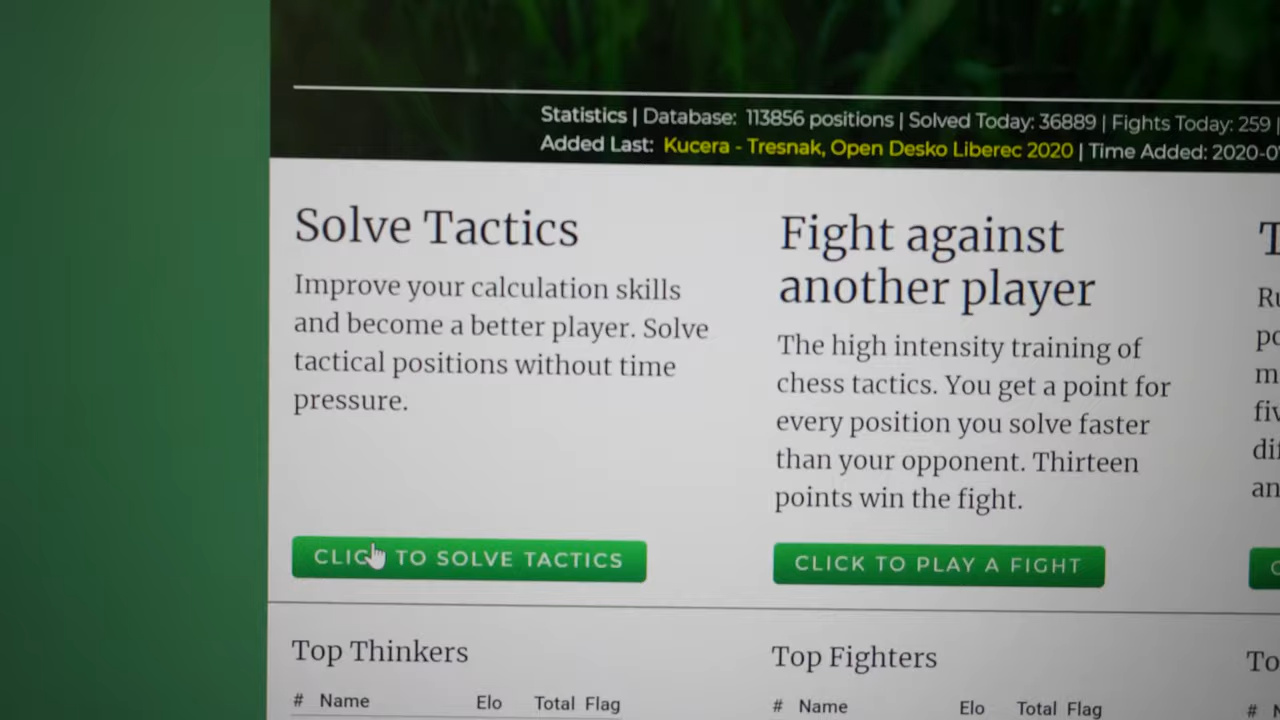 Statistics | Database: 113856 positions | Solved Today: 36889 | Fights Today: 259 |
Added Last: Kucera - Tresnak, Open Desko Liberec 2020 | Time Added: 2020-0
Solve Tactics
Improve your calculation skills
and become a better player. Solve
tactical positions without time
pressure.
CLICK TO SOLVE TACTICS
Fight against
another player
The high intensity training of
chess tactics. You get a point for
every position you solve faster
than your opponent. Thirteen
points win the fight.
CLICK TO PLAY A FIGHT
Top Thinkers
# Name Elo Total Flag
Top Fighters
# Name Elo Total Flag